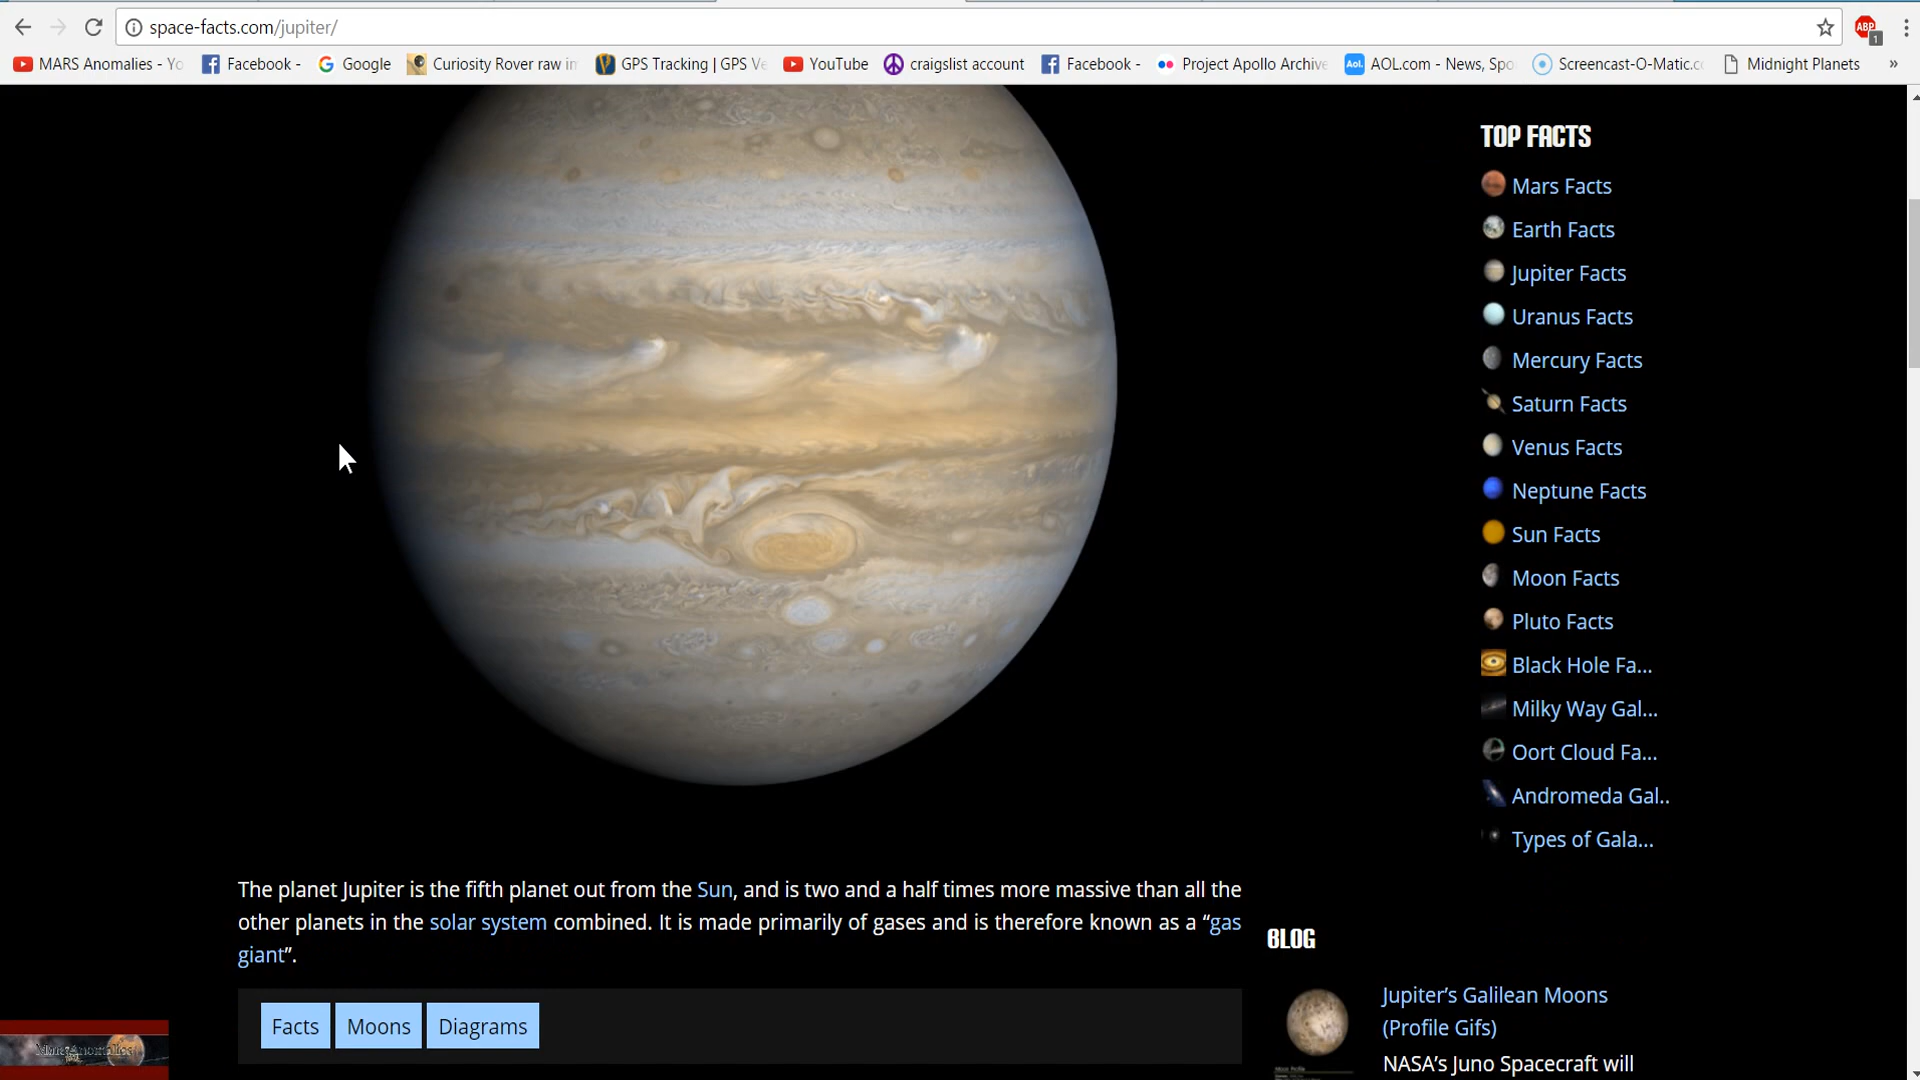 space-facts.com/jupiter/
ABP
1
MARS Anomalies - Yo
Facebook -
Google
Curiosity Rover raw im
GPS Tracking | GPS Ve
YouTube
craigslist account
Facebook -
Project Apollo Archive
Aol.
AOL.com - News, Spo
Screencast-O-Matic.co
Midnight Planets
»
TOP FACTS
Mars Facts
Earth Facts
Jupiter Facts
Uranus Facts
Mercury Facts
Saturn Facts
Venus Facts
Neptune Facts
Sun Facts
Moon Facts
Pluto Facts
Black Hole Fa...
Milky Way Gal...
Oort Cloud Fa...
Andromeda Gal..
Types of Gala...
The planet Jupiter is the fifth planet out from the Sun, and is two and a half times more massive than all the
other planets in the solar system combined. It is made primarily of gases and is therefore known as a “gas
giant”.
Facts
Moons
Diagrams
BLOG
Jupiter’s Galilean Moons
(Profile Gifs)
NASA’s Juno Spacecraft will